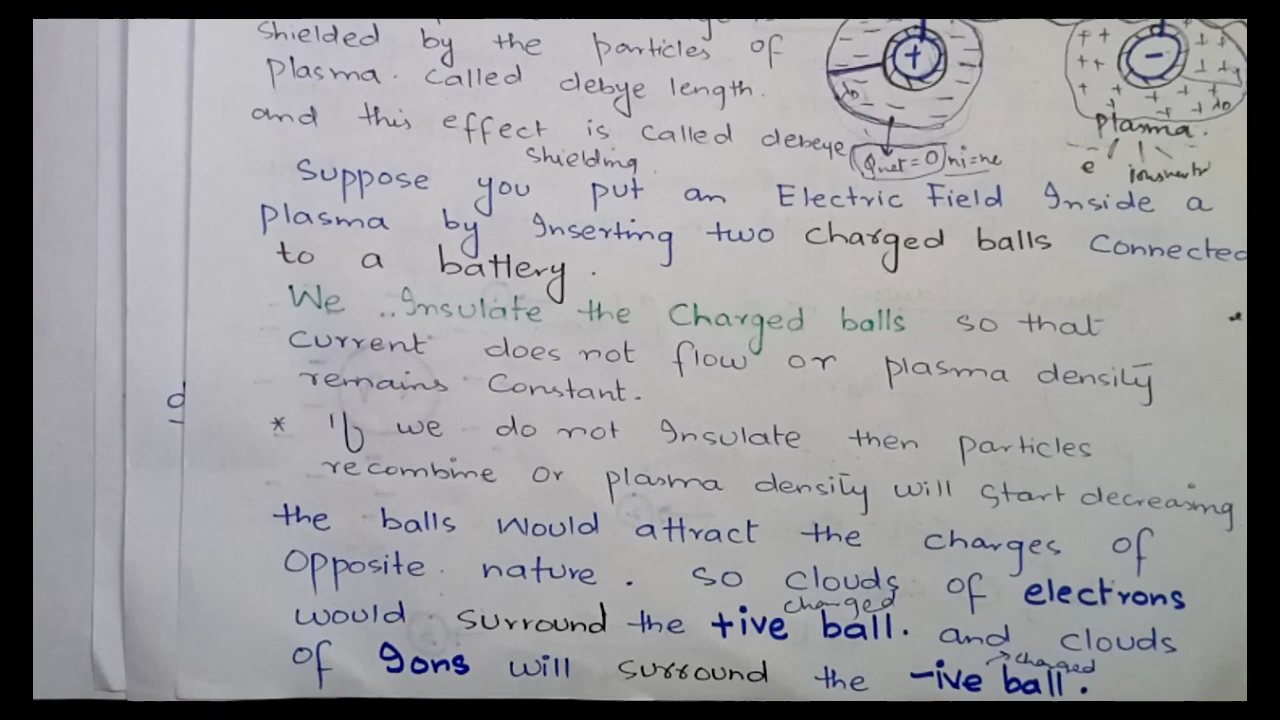 shielded by the particles of
plasma. called debye length.
and this effect is called debeye
shielding
Qnet = 0 ni=ne
+
-
λD
λD
plasma.
e ions
Suppose you put an Electric Field Inside a
plasma by Inserting two charged balls connected
to a battery.
We Insulate the Charged balls so that
current does not flow or plasma density
remains Constant.
* If we do not Insulate then particles
recombine or plasma density will start decreasing
the balls would attract the charges of
opposite nature. so clouds of electrons
would surround the +ive charged ball. and clouds
of Ions will surround the -ive charged ball.
d